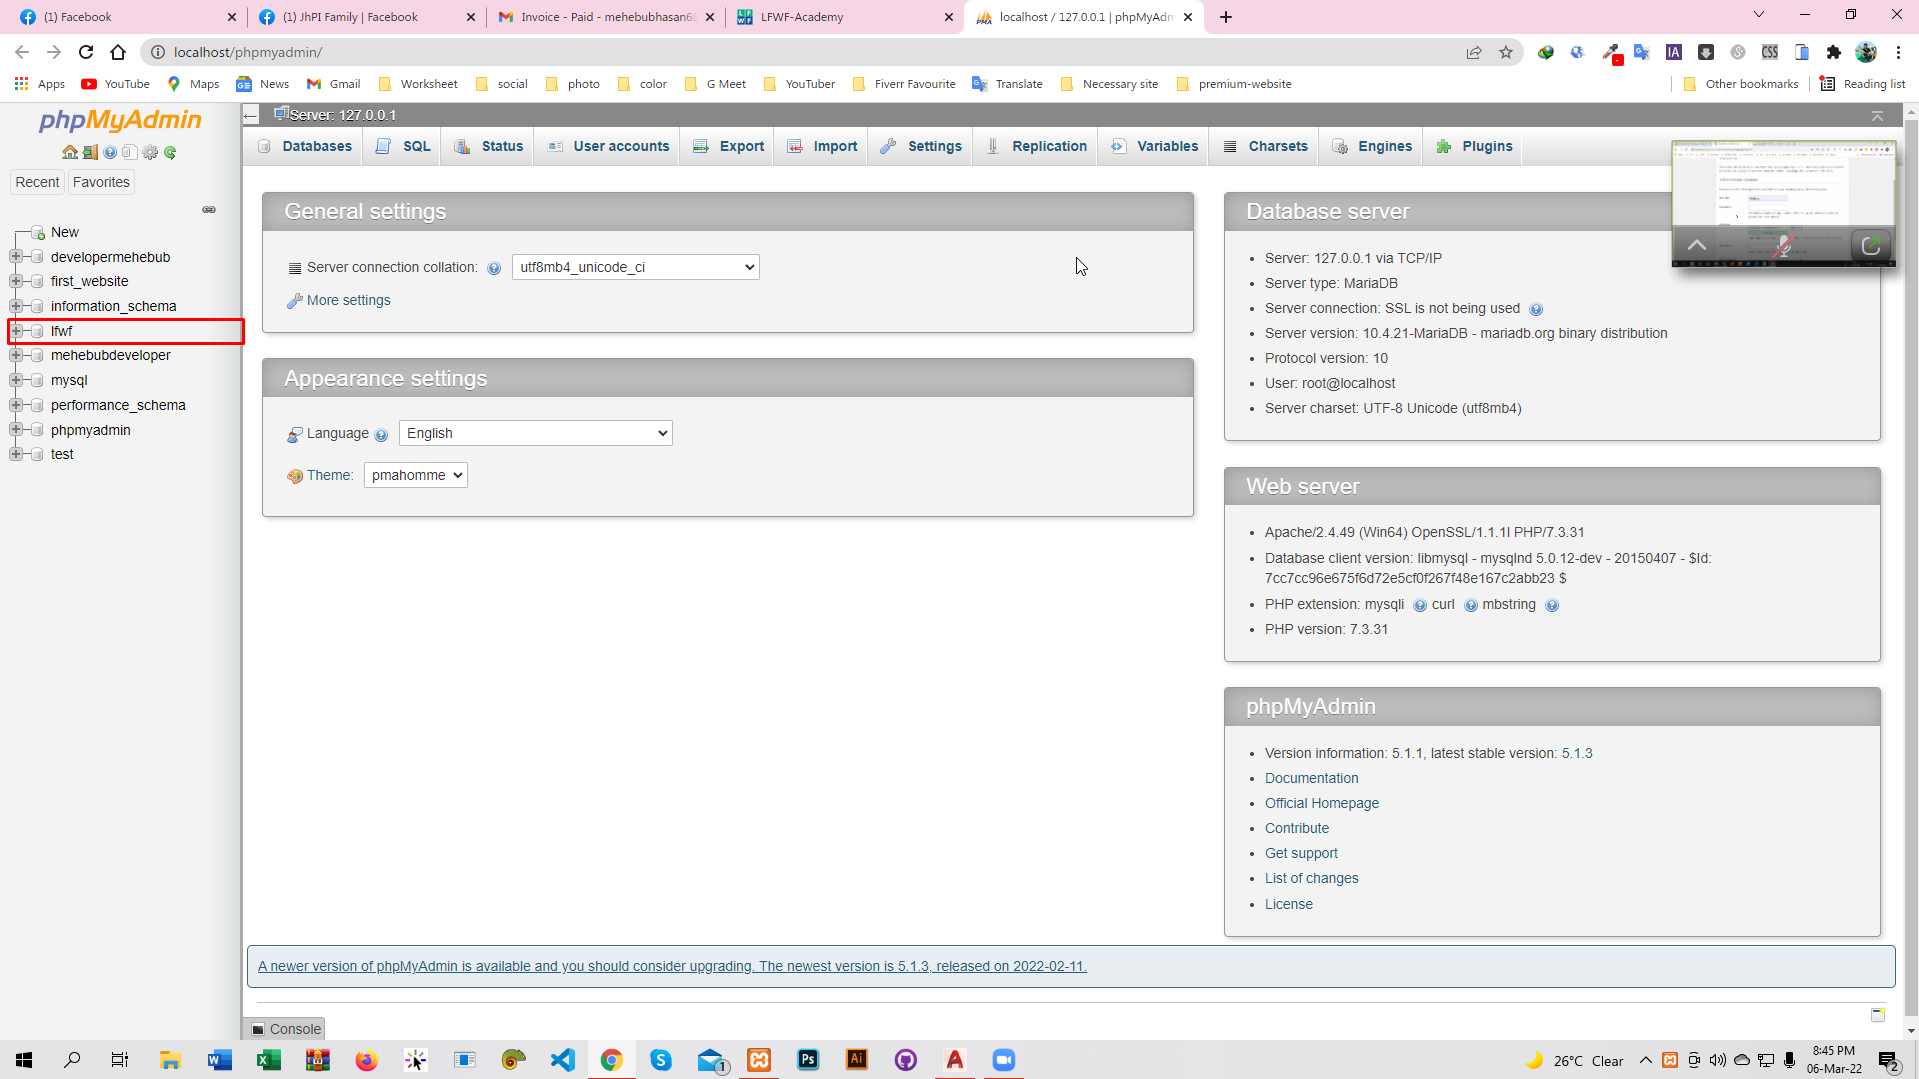 (1) Facebook
(1) JhPI Family | Facebook
Invoice - Paid - mehebubhasan68
LFWF-Academy
localhost / 127.0.0.1 | phpMyAdm
localhost/phpmyadmin/
Apps
YouTube
Maps
News
Gmail
Worksheet
social
photo
color
G Meet
YouTuber
Fiverr Favourite
Translate
Necessary site
premium-website
Other bookmarks
Reading list
phpMyAdmin
Recent
Favorites
New
developermehebub
first_website
information_schema
lfwf
mehebubdeveloper
mysql
performance_schema
phpmyadmin
test
Server: 127.0.0.1
Databases
SQL
Status
User accounts
Export
Import
Settings
Replication
Variables
Charsets
Engines
Plugins
General settings
Server connection collation:
utf8mb4_unicode_ci
More settings
Appearance settings
Language
English
Theme:
pmahomme
Database server
Server: 127.0.0.1 via TCP/IP
Server type: MariaDB
Server connection: SSL is not being used
Server version: 10.4.21-MariaDB - mariadb.org binary distribution
Protocol version: 10
User: root@localhost
Server charset: UTF-8 Unicode (utf8mb4)
Web server
Apache/2.4.49 (Win64) OpenSSL/1.1.1l PHP/7.3.31
Database client version: libmysql - mysqlnd 5.0.12-dev - 20150407 - $Id:
7cc7cc96e675f6d72e5cf0f267f48e167c2abb23 $
PHP extension: mysqli curl mbstring
PHP version: 7.3.31
phpMyAdmin
Version information: 5.1.1, latest stable version: 5.1.3
Documentation
Official Homepage
Contribute
Get support
List of changes
License
A newer version of phpMyAdmin is available and you should consider upgrading. The newest version is 5.1.3, released on 2022-02-11.
Console
26°C Clear
8:45 PM
06-Mar-22